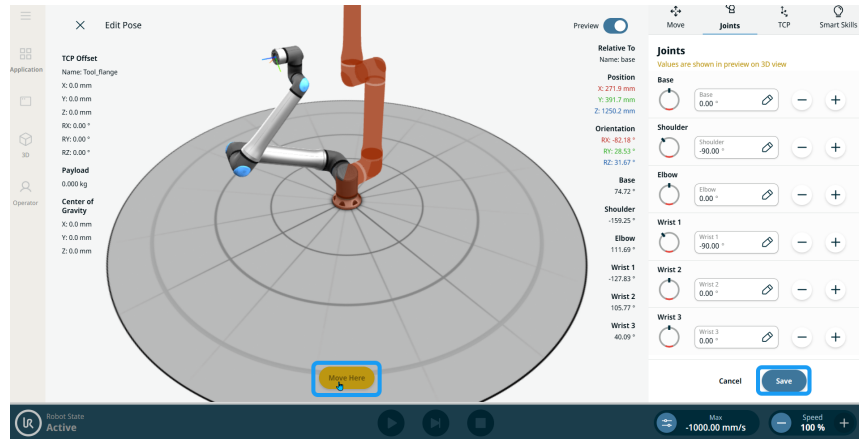 Edit Pose
Preview
Move
Joints
TCP
Smart Skills
Application
3D
Operator
TCP Offset
Name: Tool_flange
X: 0.0 mm
Y: 0.0 mm
Z: 0.0 mm
RX: 0.00 °
RY: 0.00 °
RZ: 0.00 °
Payload
0.000 kg
Center of
Gravity
X: 0.0 mm
Y: 0.0 mm
Z: 0.0 mm
Relative To
Name: base
Position
X: 271.9 mm
Y: 391.7 mm
Z: 1250.2 mm
Orientation
RX: -82.18 °
RY: 28.53 °
RZ: 31.67 °
Base
74.72 °
Shoulder
-159.25 °
Elbow
111.69 °
Wrist 1
-127.83 °
Wrist 2
105.77 °
Wrist 3
40.09 °
Joints
Values are shown in preview on 3D view
Base
Base
0.00 °
Shoulder
Shoulder
-90.00 °
Elbow
Elbow
0.00 °
Wrist 1
Wrist 1
-90.00 °
Wrist 2
Wrist 2
0.00 °
Wrist 3
Wrist 3
0.00 °
Move Here
Cancel
Save
Robot State
Active
Max
-1000.00 mm/s
Speed
100 %